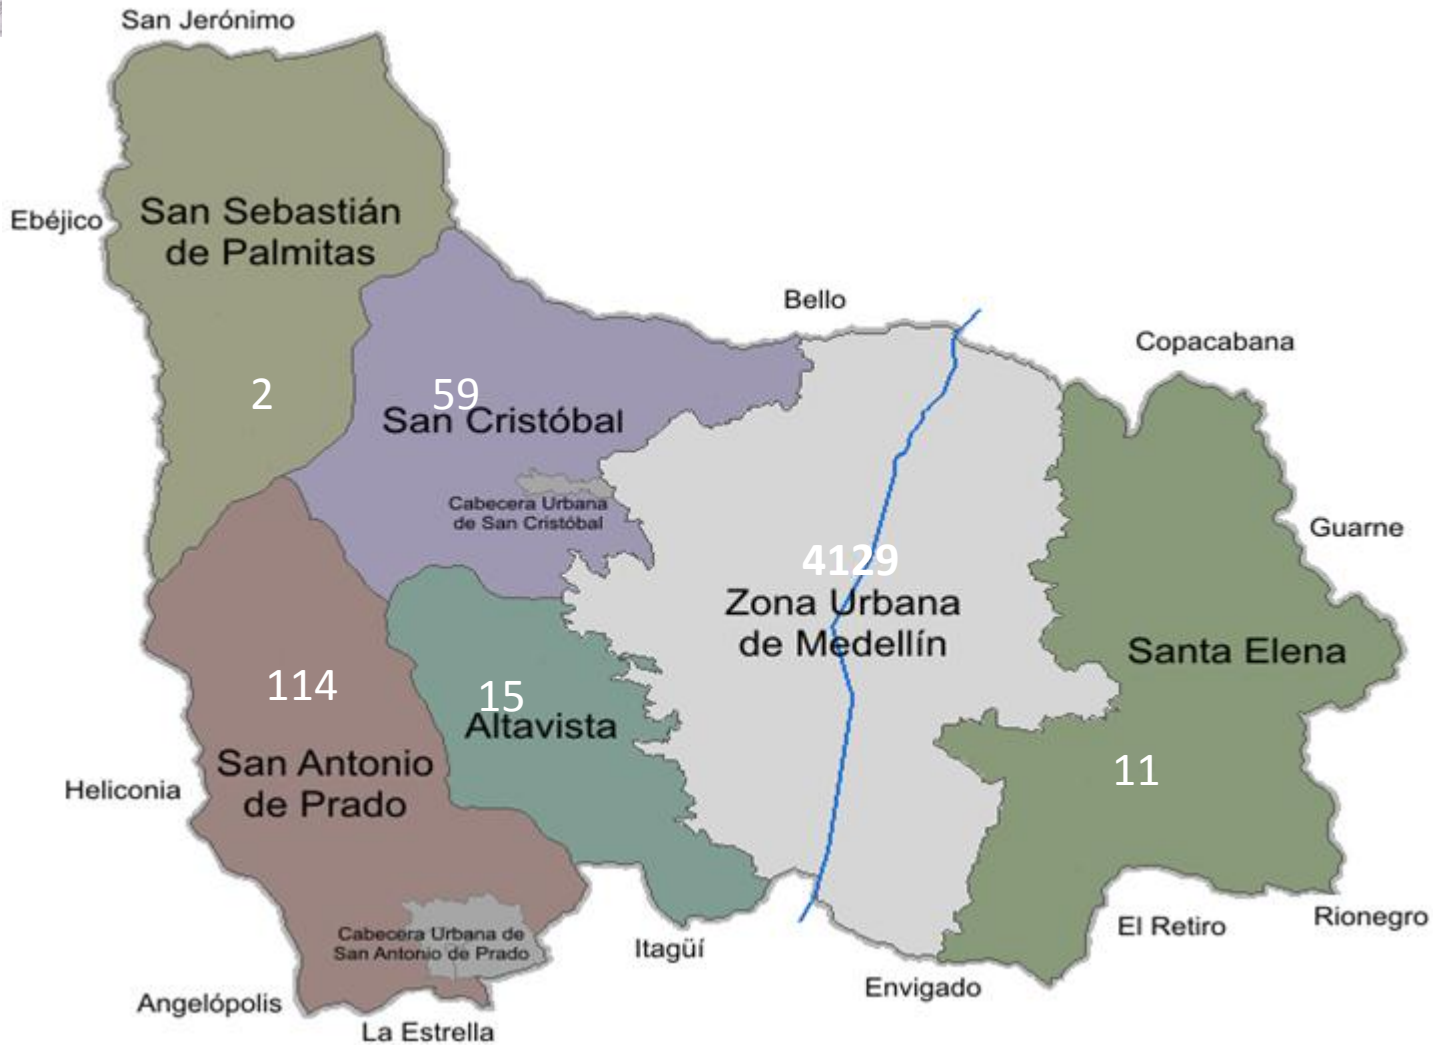 San Jerónimo
Ebéjico
San Sebastián
de Palmitas
2
Bello
Copacabana
59
San Cristóbal
Cabecera Urbana
de San Cristóbal
Guarne
4129
Zona Urbana
de Medellín
Santa Elena
114
15
Altavista
San Antonio
de Prado
Heliconia
11
Cabecera Urbana de
San Antonio de Prado
Itagüí
El Retiro
Rionegro
Envigado
Angelópolis
La Estrella